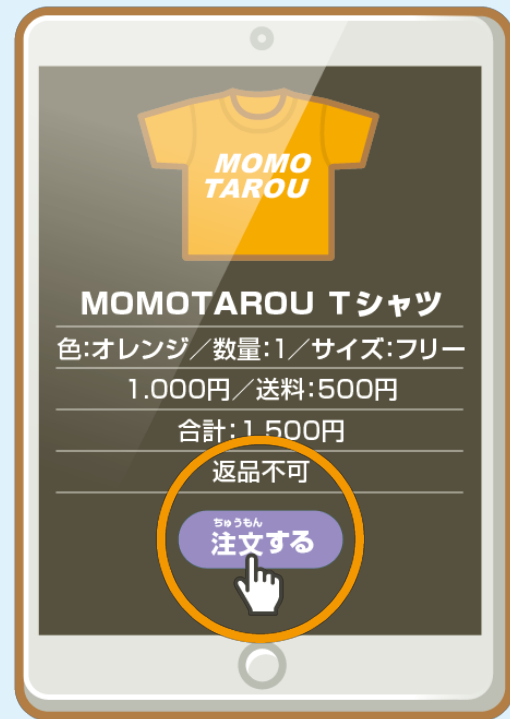 MOMO
TAROU
MOMOTAROU Tシャツ
色:オレンジ／数量:1／サイズ:フリー
1.000円／送料:500円
合計:1.500円
返品不可
ちゅうもん
注文する